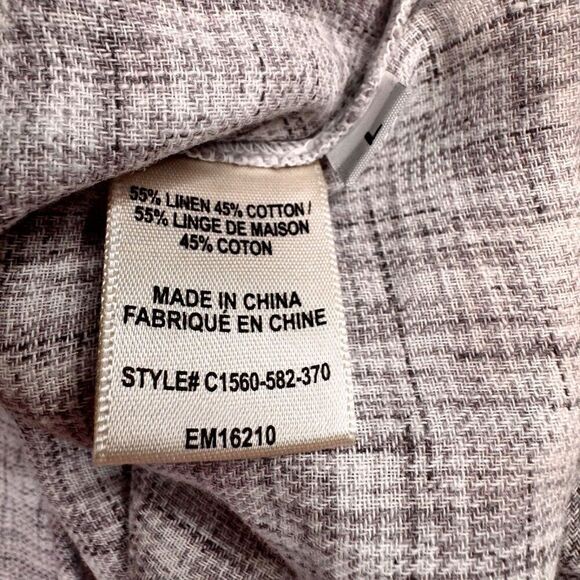 L
55% LINEN 45% COTTON /
55% LINGE DE MAISON
45% COTON
MADE IN CHINA
FABRIQUÉ EN CHINE
STYLE# C1560-582-370
EM16210